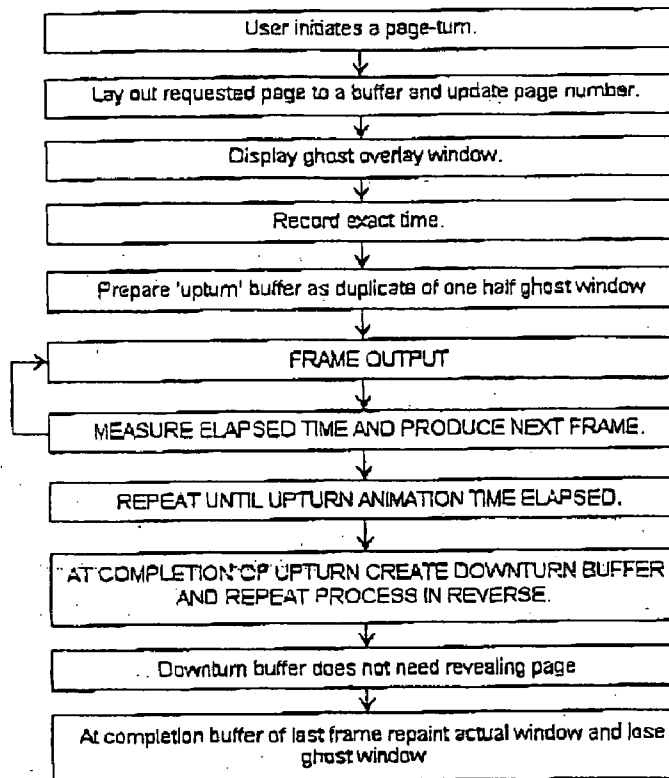 User initiates a page-turn.
Lay out requested page to a buffer and update page number.
Display ghost overlay window.
Record exact time.
Prepare 'upturn' buffer as duplicate of one half ghost window
FRAME OUTPUT
MEASURE ELAPSED TIME AND PRODUCE NEXT FRAME.
REPEAT UNTIL UPTURN ANIMATION TIME ELAPSED.
AT COMPLETION OF UPTURN CREATE DOWNTURN BUFFER
AND REPEAT PROCESS IN REVERSE.
Downturn buffer does not need revealing page
At completion buffer of last frame repaint actual window and lose
ghost window